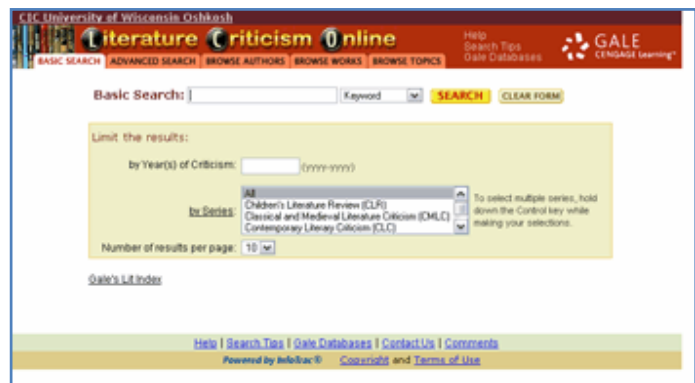 CIC University of Wisconsin Oshkosh
Literature Criticism Online
Help
Search Tips
Gale Databases
GALE
CENGAGE Learning™
BASIC SEARCH ADVANCED SEARCH BROWSE AUTHORS BROWSE WORKS BROWSE TOPICS
Basic Search: Keyword SEARCH CLEAR FORM
Limit the results:
by Year(s) of Criticism: (yyyy-yyyy)
by Series:
All
Children's Literature Review (CLR)
Classical and Medieval Literature Criticism (CMLC)
Contemporary Literary Criticism (CLC)
To select multiple series, hold
down the Control key while
making your selections.
Number of results per page: 10
Gale's Lit Index
Help | Search Tips | Gale Databases | Contact Us | Comments
Powered by InfoTrac® Copyright and Terms of Use